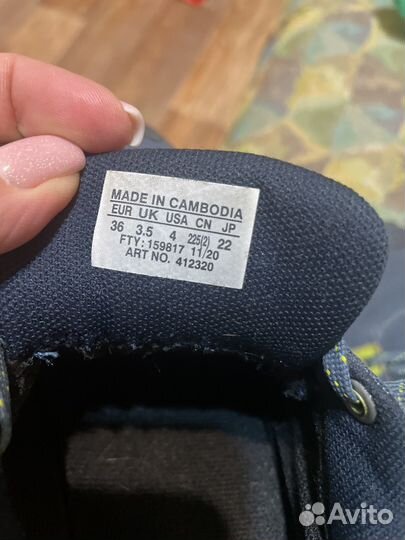 MADE IN CAMBODIA
EUR UK USA CN JP
36 3.5 4 225(2) 22
FTY: 159817 11/20
ART NO. 412320
Avito